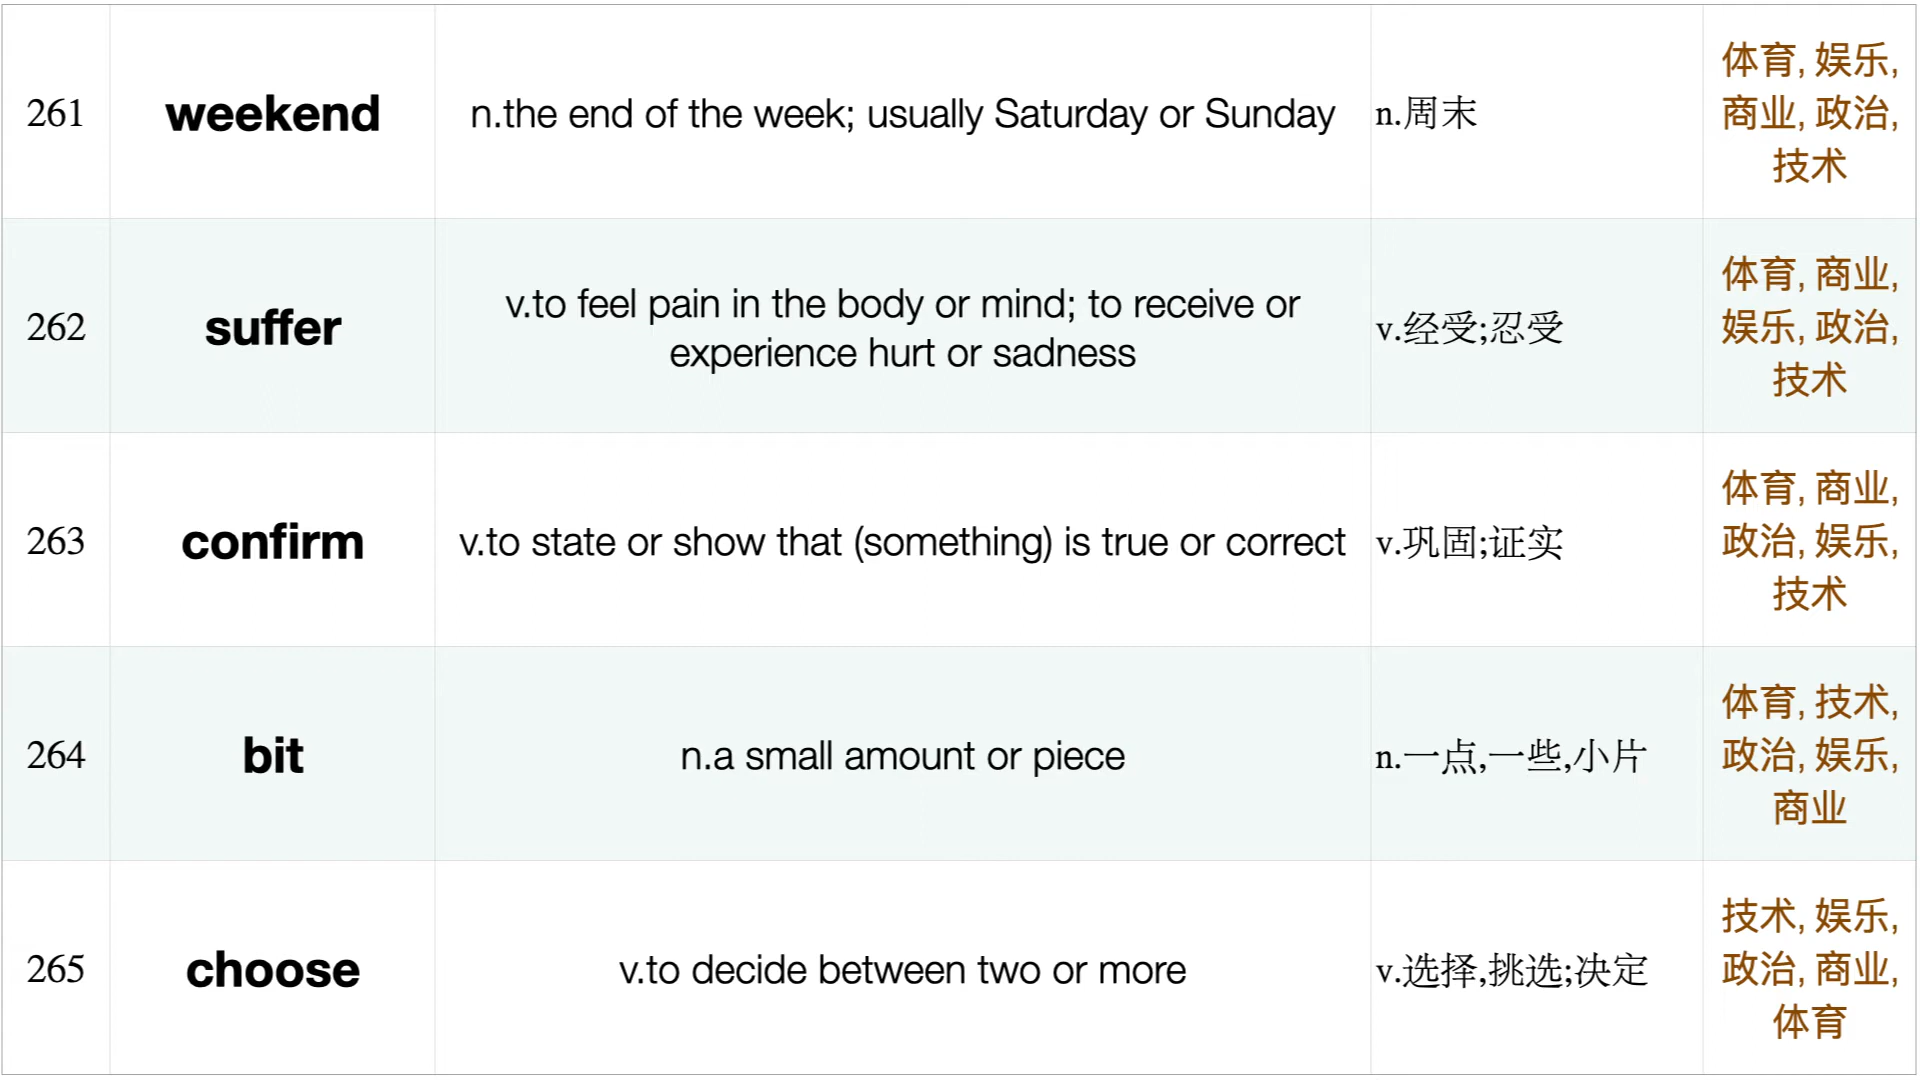 261
weekend
n.the end of the week; usually Saturday or Sunday
n.周末
体育, 娱乐,
商业, 政治,
技术
262
suffer
v.to feel pain in the body or mind; to receive or
experience hurt or sadness
v.经受;忍受
体育, 商业,
娱乐, 政治,
技术
263
confirm
v.to state or show that (something) is true or correct
v.巩固;证实
体育, 商业,
政治, 娱乐,
技术
264
bit
n.a small amount or piece
n.一点,一些,小片
体育, 技术,
政治, 娱乐,
商业
265
choose
v.to decide between two or more
v.选择,挑选;决定
技术, 娱乐,
政治, 商业,
体育